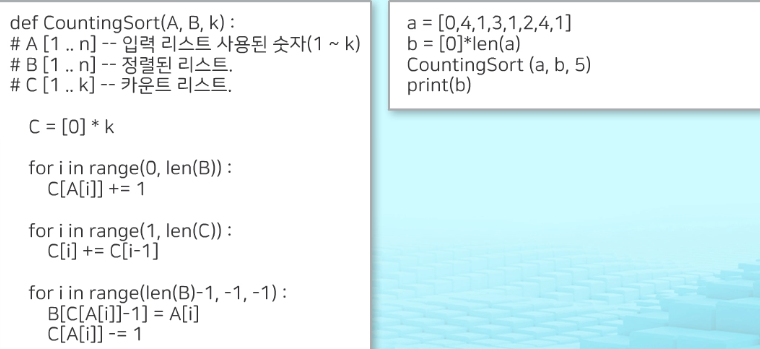 def CountingSort(A, B, k) :
# A [1 .. n] -- 입력 리스트 사용된 숫자(1 ~ k)
# B [1 .. n] -- 정렬된 리스트.
# C [1 .. k] -- 카운트 리스트.
C = [0] * k
for i in range(0, len(B)) :
C[A[i]] += 1
for i in range(1, len(C)) :
C[i] += C[i-1]
for i in range(len(B)-1, -1, -1) :
B[C[A[i]]-1] = A[i]
C[A[i]] -= 1
a = [0,4,1,3,1,2,4,1]
b = [0]*len(a)
CountingSort (a, b, 5)
print(b)